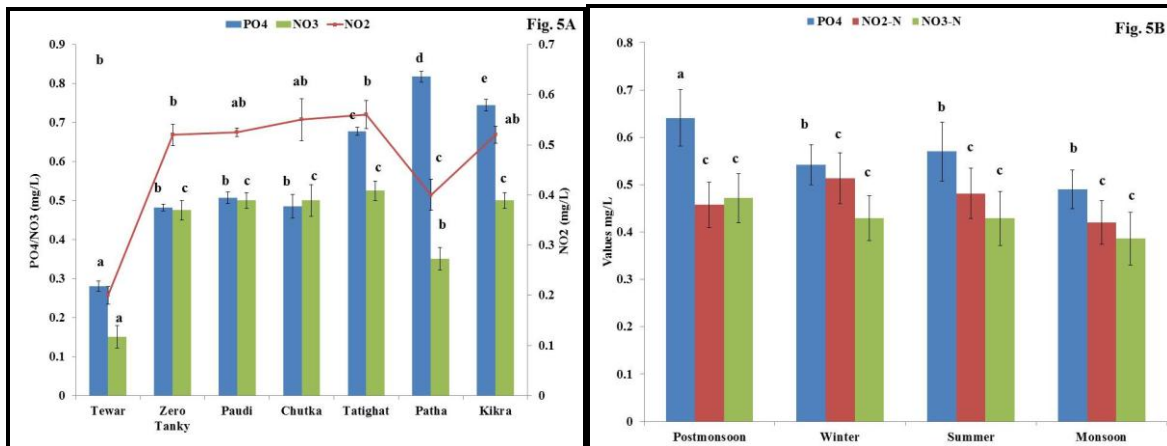 PO4 NO3 NO2
Fig. 5A
PO4/NO3 (mg/L)
0.9
0.8
0.7
0.6
0.5
0.4
0.3
0.2
0.1
0
NO2 (mg/L)
0.7
0.6
0.5
0.4
0.3
0.2
0.1
0
b
b
ab
ab
b
d
e
ab
c
c
b
b
b
c
c
c
c
b
c
a
a
Tewar
Zero
Tanky
Paudi
Chutka
Tatighat
Patha
Kikra
PO4 NO2-N NO3-N
Fig. 5B
Values mg/L
0.8
0.7
0.6
0.5
0.4
0.3
0.2
0.1
0
a
c
c
b
c
c
b
c
c
b
c
c
Postmonsoon
Winter
Summer
Monsoon